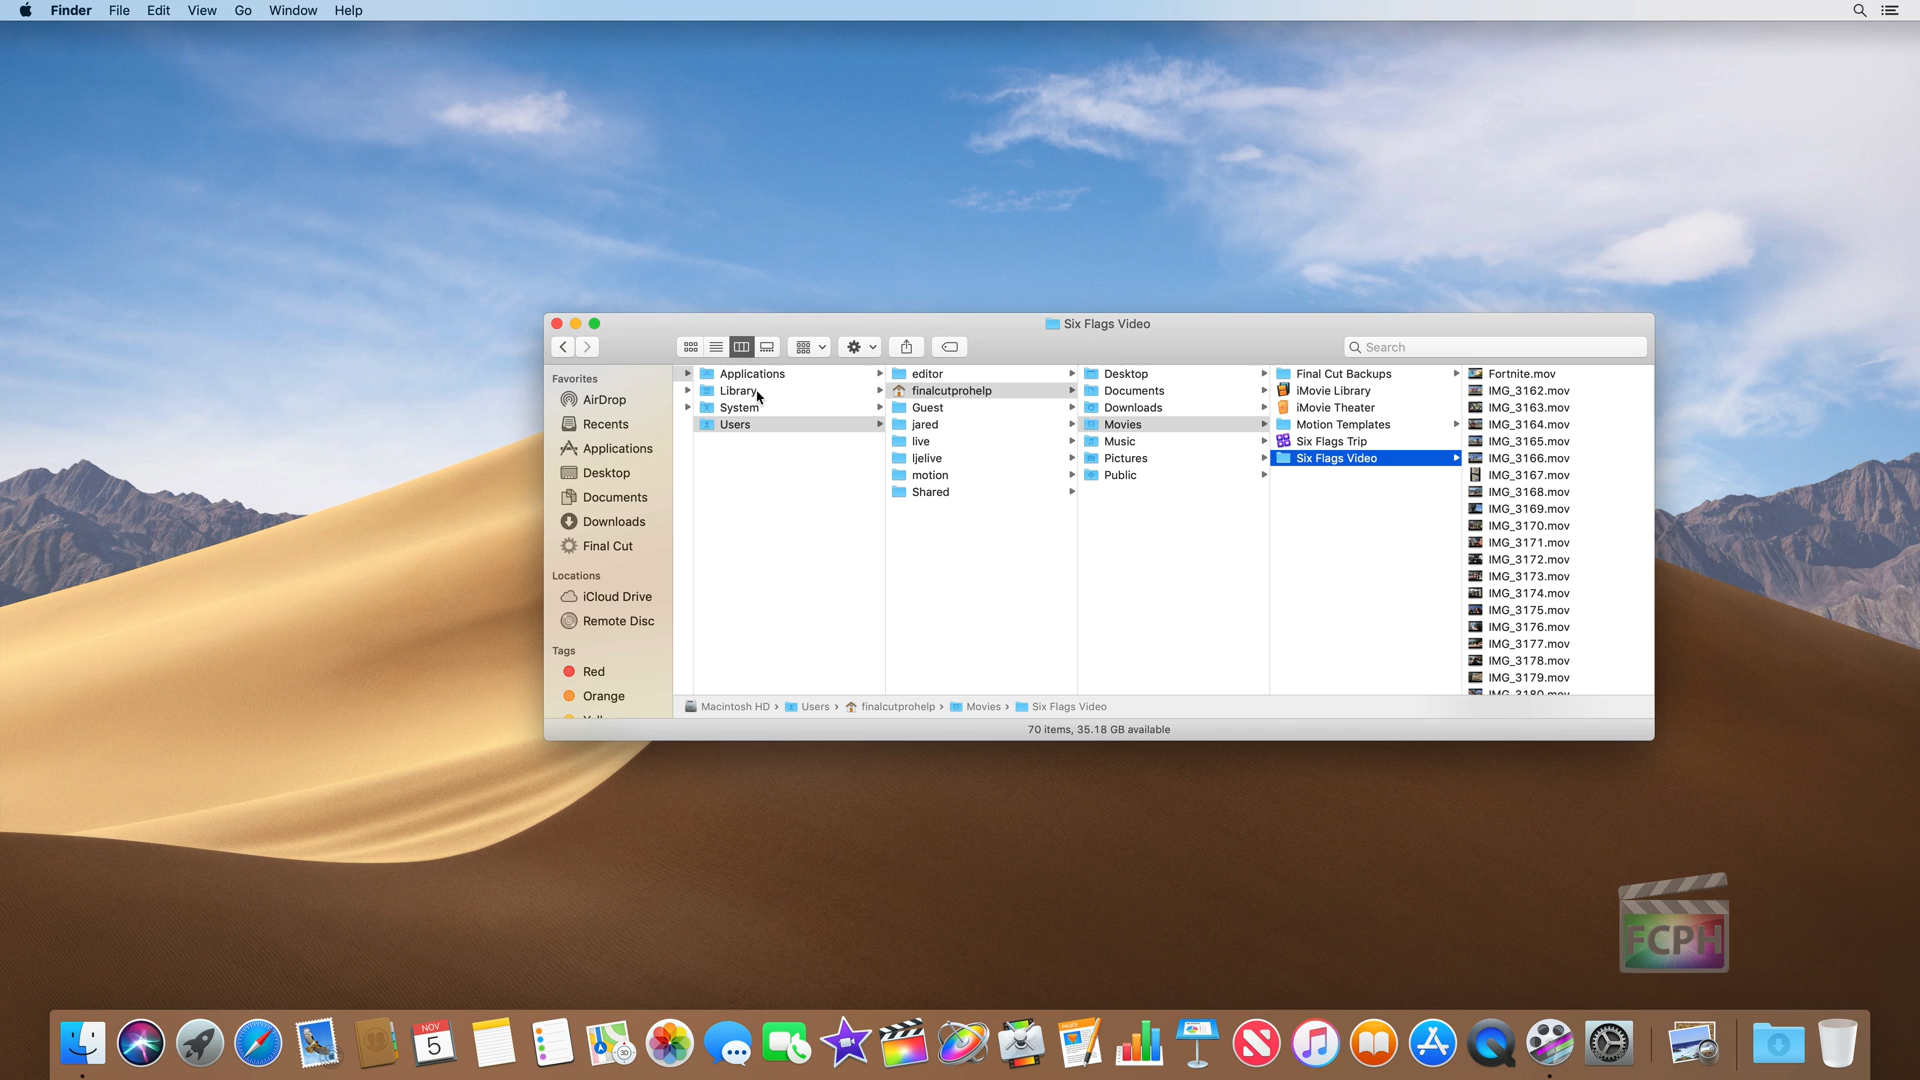 Finder File Edit View Go Window Help
Six Flags Video
Search
Favorites
AirDrop
Recents
Applications
Desktop
Documents
Downloads
Final Cut
Locations
iCloud Drive
Remote Disc
Tags
Red
Orange
Applications
Library
System
Users
editor
finalcutprohelp
Guest
jared
live
ljelive
motion
Shared
Desktop
Documents
Downloads
Movies
Music
Pictures
Public
Final Cut Backups
iMovie Library
iMovie Theater
Motion Templates
Six Flags Trip
Six Flags Video
Fortnite.mov
IMG_3162.mov
IMG_3163.mov
IMG_3164.mov
IMG_3165.mov
IMG_3166.mov
IMG_3167.mov
IMG_3168.mov
IMG_3169.mov
IMG_3170.mov
IMG_3171.mov
IMG_3172.mov
IMG_3173.mov
IMG_3174.mov
IMG_3175.mov
IMG_3176.mov
IMG_3177.mov
IMG_3178.mov
IMG_3179.mov
IMG_3180.mov
Macintosh HD › Users › finalcutprohelp › Movies › Six Flags Video
70 items, 35.18 GB available
FCPH
NOV
5
3D
PAGES